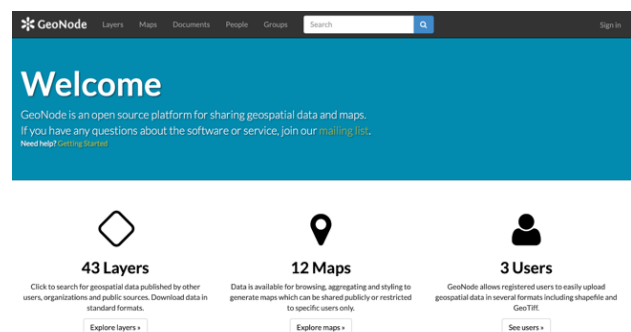 GeoNode Layers Maps Documents People Groups Search Sign in
Welcome
GeoNode is an open source platform for sharing geospatial data and maps.
If you have any questions about the software or service, join our mailing list.
Need help? Getting Started
43 Layers
Click to search for geospatial data published by other
users, organizations and public sources. Download data in
standard formats.
Explore layers »
12 Maps
Data is available for browsing, aggregating and styling to
generate maps which can be shared publicly or restricted
to specific users only.
Explore maps »
3 Users
GeoNode allows registered users to easily upload
geospatial data in several formats including shapefile and
GeoTiff.
See users »